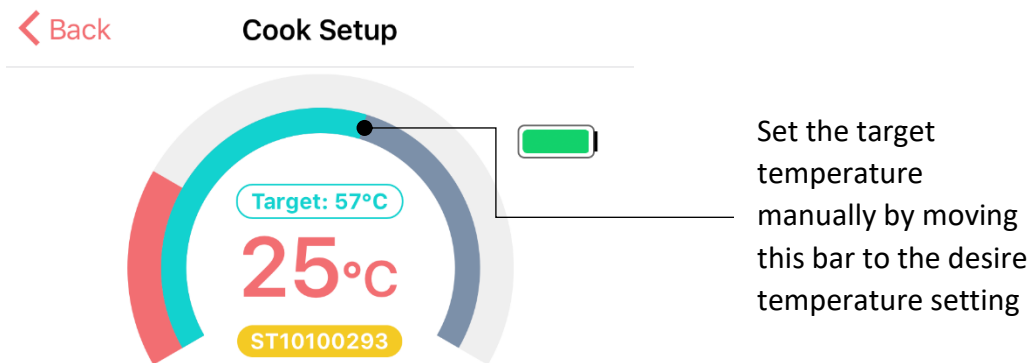 Back
Cook Setup
Target: 57°C
25°C
ST10100293
Set the target
temperature
manually by moving
this bar to the desire
temperature setting